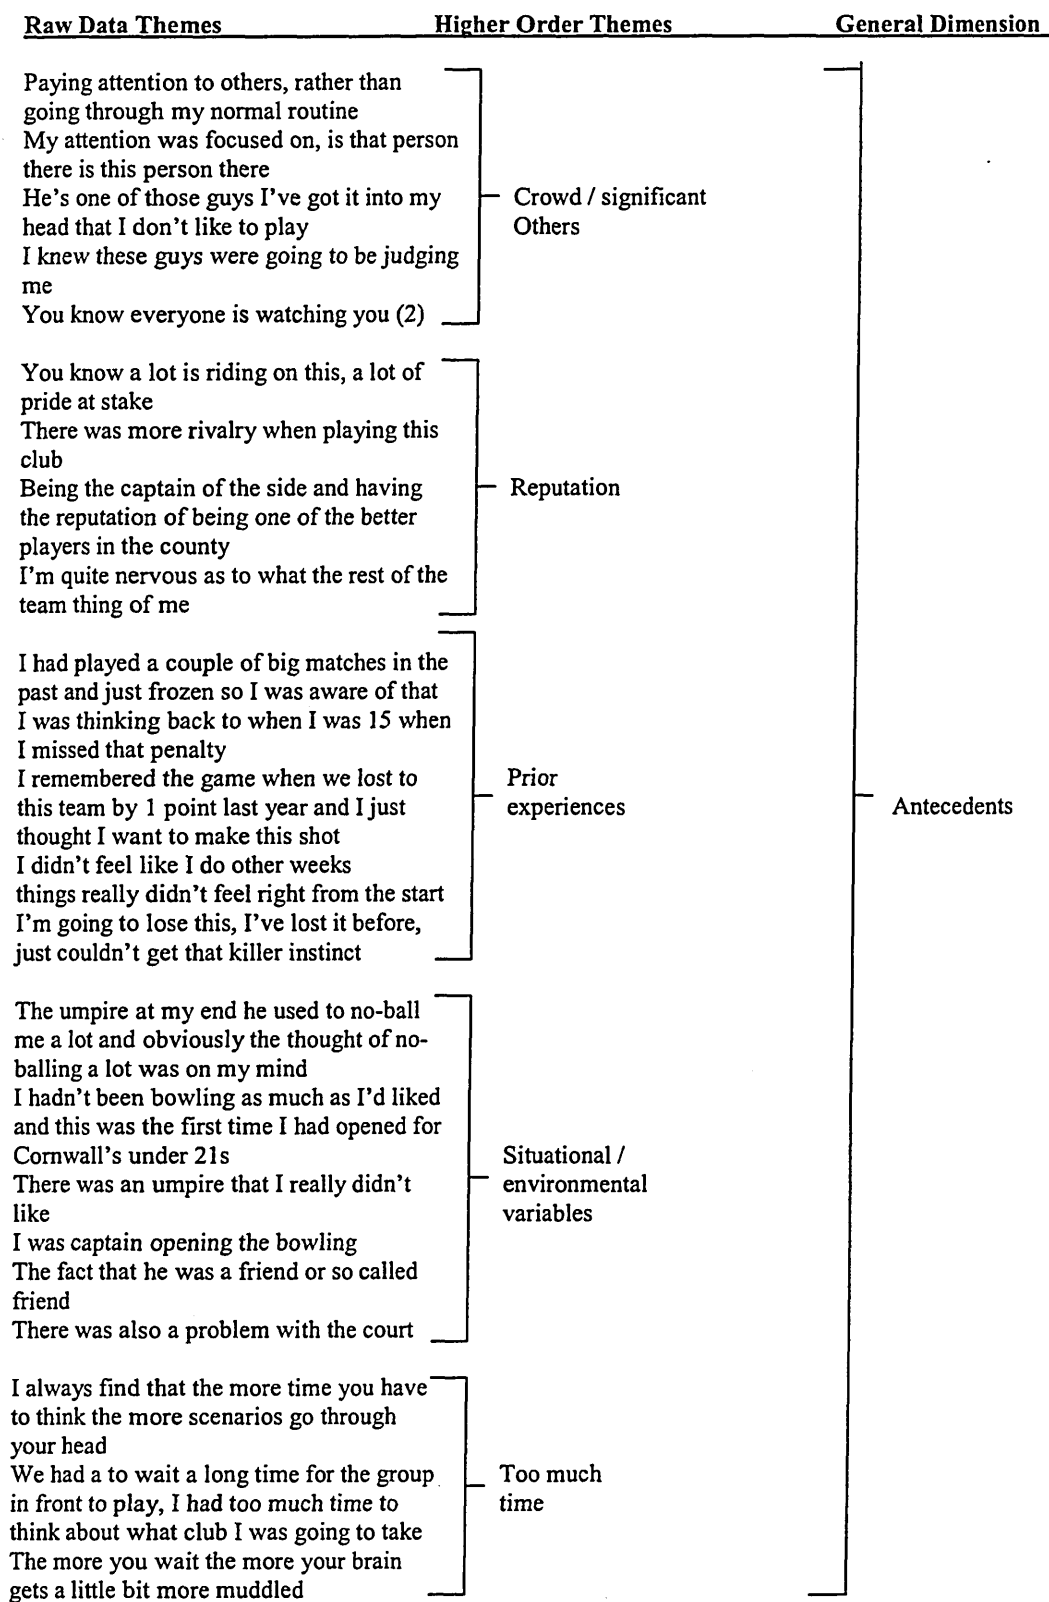 Raw Data Themes Higher Order Themes General Dimension
Paying attention to others, rather than
going through my normal routine
My attention was focused on, is that person
there is this person there
He's one of those guys I've got it into my
head that I don't like to play
I knew these guys were going to be judging
me
You know everyone is watching you (2)
Crowd / significant
Others
You know a lot is riding on this, a lot of
pride at stake
There was more rivalry when playing this
club
Being the captain of the side and having
the reputation of being one of the better
players in the county
I'm quite nervous as to what the rest of the
team thing of me
Reputation
I had played a couple of big matches in the
past and just frozen so I was aware of that
I was thinking back to when I was 15 when
I missed that penalty
I remembered the game when we lost to
this team by 1 point last year and I just
thought I want to make this shot
I didn't feel like I do other weeks
things really didn't feel right from the start
I'm going to lose this, I've lost it before,
just couldn't get that killer instinct
Prior
experiences
Antecedents
The umpire at my end he used to no-ball
me a lot and obviously the thought of no-
balling a lot was on my mind
I hadn't been bowling as much as I'd liked
and this was the first time I had opened for
Cornwall's under 21s
There was an umpire that I really didn't
like
I was captain opening the bowling
The fact that he was a friend or so called
friend
There was also a problem with the court
Situational /
environmental
variables
I always find that the more time you have
to think the more scenarios go through
your head
We had a to wait a long time for the group
in front to play, I had too much time to
think about what club I was going to take
The more you wait the more your brain
gets a little bit more muddled
Too much
time